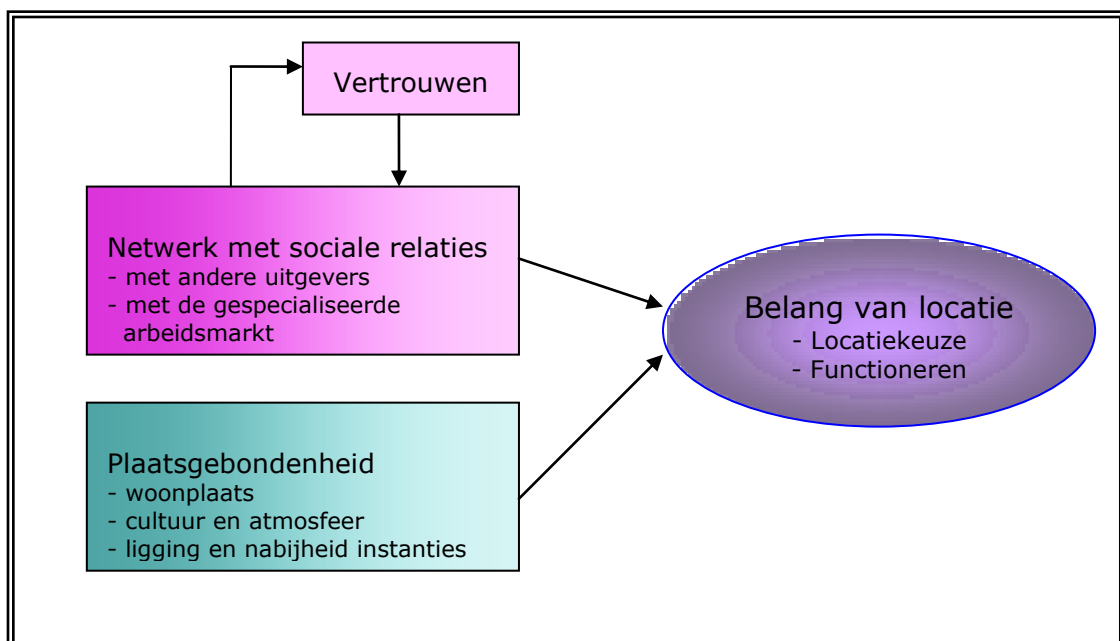 Vertrouwen
Netwerk met sociale relaties
- met andere uitgevers
- met de gespecialiseerde
arbeidsmarkt
Belang van locatie
- Locatiekeuze
- Functioneren
Plaatsgebondenheid
- woonplaats
- cultuur en atmosfeer
- ligging en nabijheid instanties